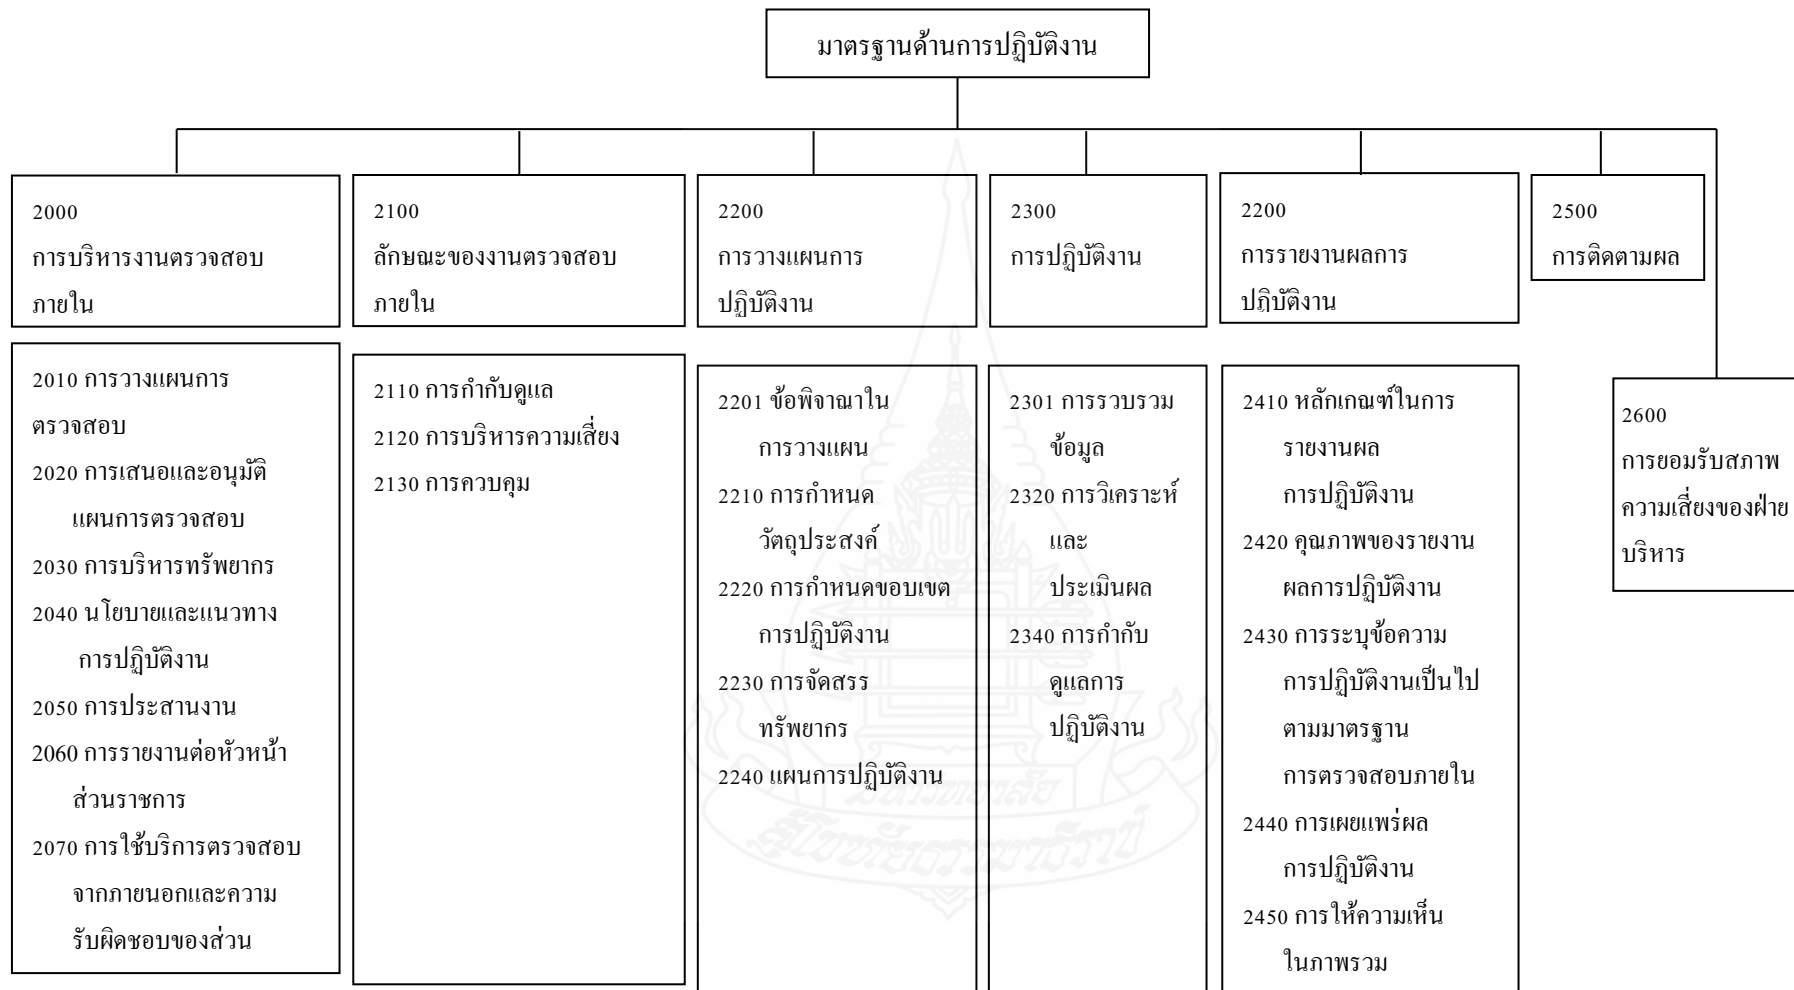 มาตรฐานด้านการปฏิบัติงาน
2000
การบริหารงานตรวจสอบ
ภายใน
2100
ลักษณะของงานตรวจสอบ
ภายใน
2200
การวางแผนการ
ปฏิบัติงาน
2300
การปฏิบัติงาน
2200
การรายงานผลการ
ปฏิบัติงาน
2500
การติดตามผล
2010 การวางแผนการ
ตรวจสอบ
2020 การเสนอและอนุมัติ
แผนการตรวจสอบ
2030 การบริหารทรัพยากร
2040 นโยบายและแนวทาง
การปฏิบัติงาน
2050 การประสานงาน
2060 การรายงานต่อหัวหน้า
ส่วนราชการ
2070 การใช้บริการตรวจสอบ
จากภายนอกและความ
รับผิดชอบของส่วน
2110 การกำกับดูแล
2120 การบริหารความเสี่ยง
2130 การควบคุม
2201 ข้อพิจาณาใน
การวางแผน
2210 การกำหนด
วัตถุประสงค์
2220 การกำหนดขอบเขต
การปฏิบัติงาน
2230 การจัดสรร
ทรัพยากร
2240 แผนการปฏิบัติงาน
2301 การรวบรวม
ข้อมูล
2320 การวิเคราะห์
และ
ประเมินผล
2340 การกำกับ
ดูแลการ
ปฏิบัติงาน
2410 หลักเกณฑ์ในการ
รายงานผล
การปฏิบัติงาน
2420 คุณภาพของรายงาน
ผลการปฏิบัติงาน
2430 การระบุข้อความ
การปฏิบัติงานเป็นไป
ตามมาตรฐาน
การตรวจสอบภายใน
2440 การเผยแพร่ผล
การปฏิบัติงาน
2450 การให้ความเห็น
ในภาพรวม
2600
การยอมรับสภาพ
ความเสี่ยงของฝ่าย
บริหาร
มหาวิทยาลัย
สุโขทัยธรรมาธิราช